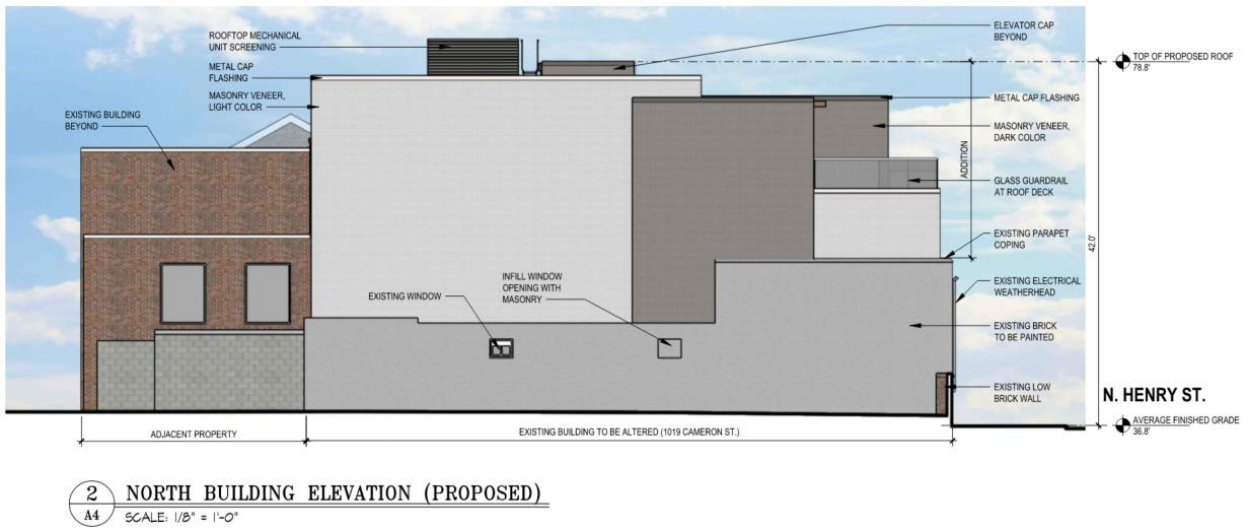 ROOFTOP MECHANICAL
UNIT SCREENING
METAL CAP
FLASHING
MASONRY VENEER,
LIGHT COLOR
EXISTING BUILDING
BEYOND
ELEVATOR CAP
BEYOND
TOP OF PROPOSED ROOF
78.8'
METAL CAP FLASHING
MASONRY VENEER,
DARK COLOR
ADDITION
GLASS GUARDRAIL
AT ROOF DECK
EXISTING PARAPET
COPING
42.0'
EXISTING ELECTRICAL
WEATHERHEAD
INFILL WINDOW
OPENING WITH
MASONRY
EXISTING WINDOW
EXISTING BRICK
TO BE PAINTED
EXISTING LOW
BRICK WALL
N. HENRY ST.
AVERAGE FINISHED GRADE
36.8'
ADJACENT PROPERTY
EXISTING BUILDING TO BE ALTERED (1019 CAMERON ST.)
2
A4
NORTH BUILDING ELEVATION (PROPOSED)
SCALE: 1/8" = 1'-0"